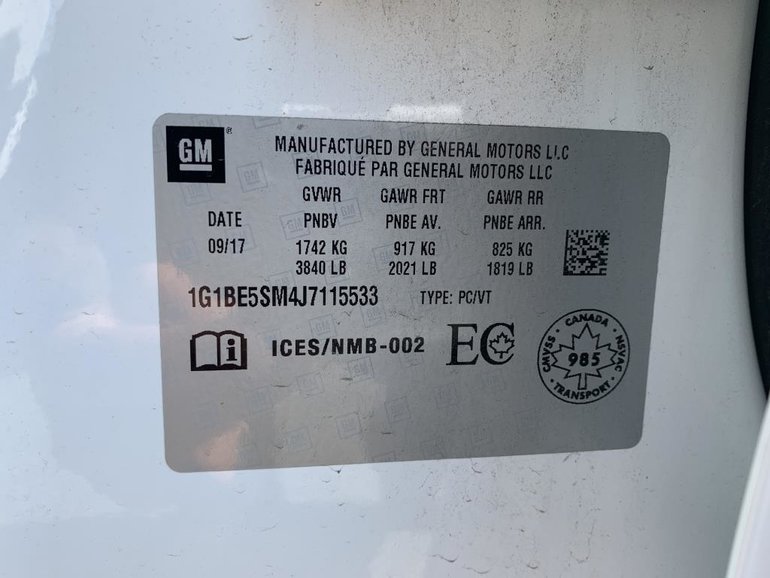 GM ®
MANUFACTURED BY GENERAL MOTORS LLC
FABRIQUÉ PAR GENERAL MOTORS LLC
GVWR GAWR FRT GAWR RR
DATE PNBV PNBE AV. PNBE ARR.
09/17 1742 KG 917 KG 825 KG
3840 LB 2021 LB 1819 LB
1G1BE5SM4J7115533 TYPE: PC/VT
i ICES/NMB-002 EC
CANADA
CMVSS 985 NSVAC
TRANSPORT